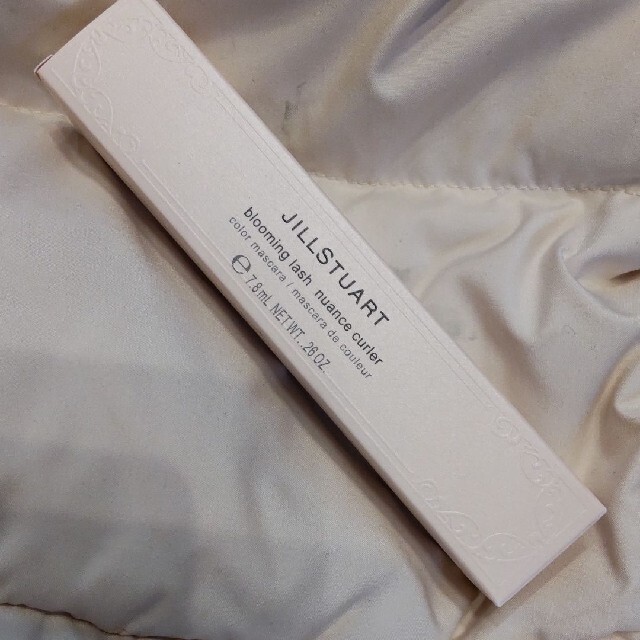 JILLSTUART
blooming lash nuance curler
color mascara / mascara de couleur
℮ 7.8mL NET WT. .26 OZ.